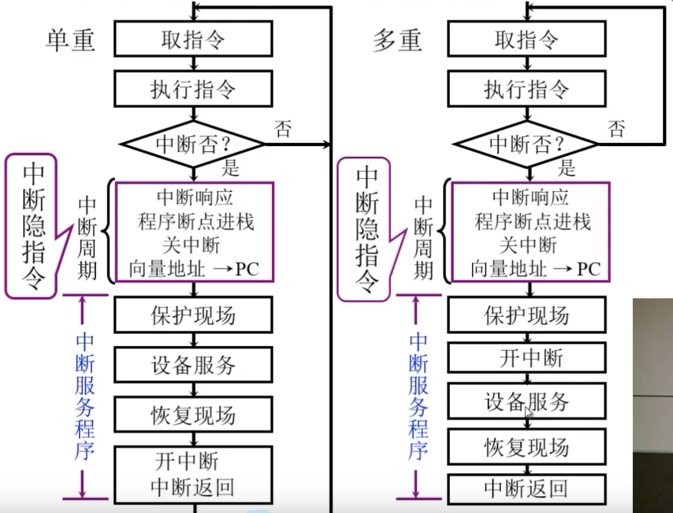 单重
取指令
执行指令
中断否？
否
是
中断隐指令
中断周期
中断响应
程序断点进栈
关中断
向量地址→PC
中断服务程序
保护现场
设备服务
恢复现场
开中断
中断返回
多重
取指令
执行指令
中断否？
否
是
中断隐指令
中断周期
中断响应
程序断点进栈
关中断
向量地址→PC
中断服务程序
保护现场
开中断
设备服务
恢复现场
中断返回